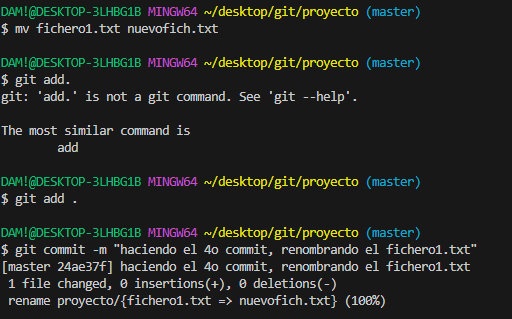 DAM!@DESKTOP-3LHBG1B MINGW64 ~/desktop/git/proyecto (master)
$ mv fichero1.txt nuevofich.txt
DAM!@DESKTOP-3LHBG1B MINGW64 ~/desktop/git/proyecto (master)
$ git add.
git: 'add.' is not a git command. See 'git --help'.
The most similar command is
add
DAM!@DESKTOP-3LHBG1B MINGW64 ~/desktop/git/proyecto (master)
$ git add .
DAM!@DESKTOP-3LHBG1B MINGW64 ~/desktop/git/proyecto (master)
$ git commit -m "haciendo el 4o commit, renombrando el fichero1.txt"
[master 24ae37f] haciendo el 4o commit, renombrando el fichero1.txt
1 file changed, 0 insertions(+), 0 deletions(-)
rename proyecto/{fichero1.txt => nuevofich.txt} (100%)